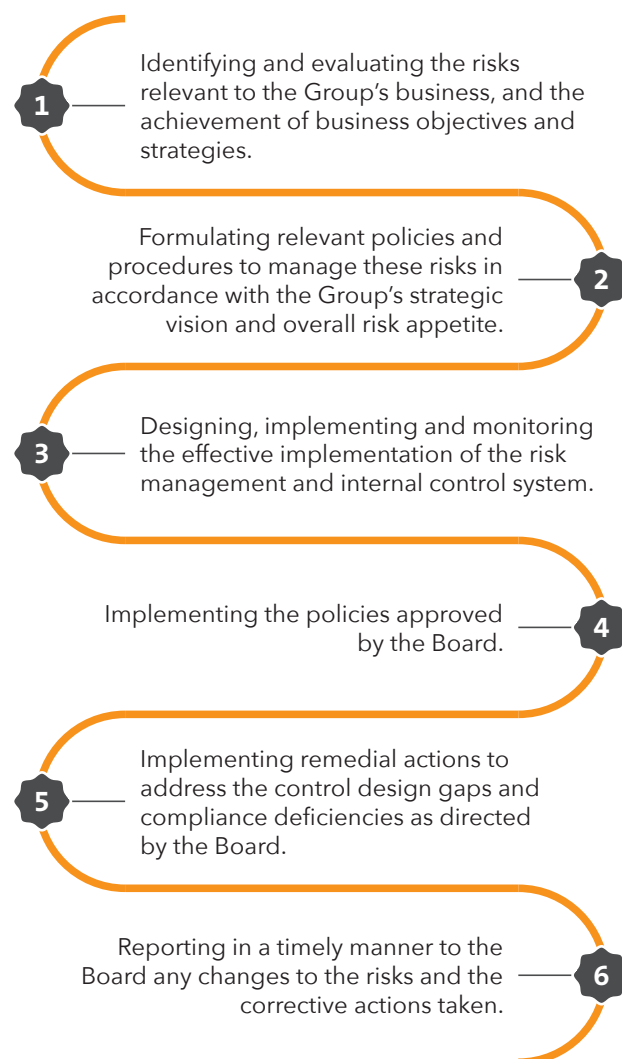 1
Identifying and evaluating the risks
relevant to the Group’s business, and the
achievement of business objectives and
strategies.
Formulating relevant policies and
procedures to manage these risks in
accordance with the Group’s strategic
vision and overall risk appetite.
2
3
Designing, implementing and monitoring
the effective implementation of the risk
management and internal control system.
Implementing the policies approved
by the Board.
4
5
Implementing remedial actions to
address the control design gaps and
compliance deficiencies as directed
by the Board.
Reporting in a timely manner to the
Board any changes to the risks and the
corrective actions taken.
6